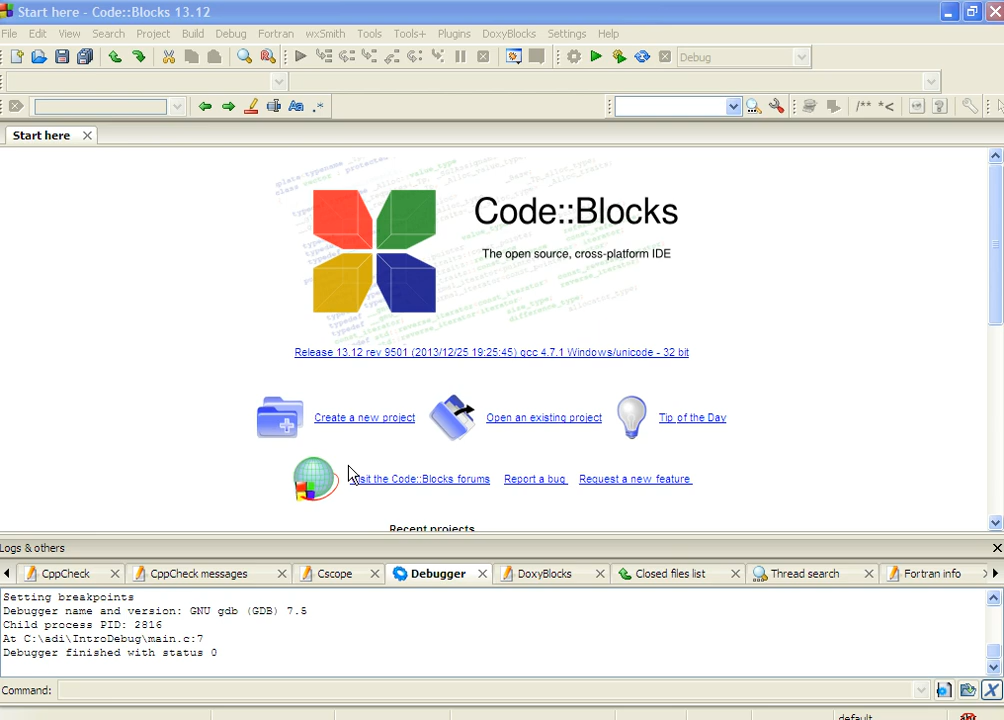 Start here - Code::Blocks 13.12
File Edit View Search Project Build Debug Fortran wxSmith Tools Tools+ Plugins DoxyBlocks Settings Help
Debug
/** *<
Start here
Code::Blocks
The open source, cross-platform IDE
Release 13.12 rev 9501 (2013/12/25 19:25:45) gcc 4.7.1 Windows/unicode - 32 bit
Create a new project Open an existing project Tip of the Day
the Code::Blocks forums Report a bug Request a new feature
Recent projects
Logs & others
CppCheck CppCheck messages Cscope Debugger DoxyBlocks Closed files list Thread search Fortran info
Setting breakpoints
Debugger name and version: GNU gdb (GDB) 7.5
Child process PID: 2816
At C:\adi\IntroDebug\main.c:7
Debugger finished with status 0
Command:
default